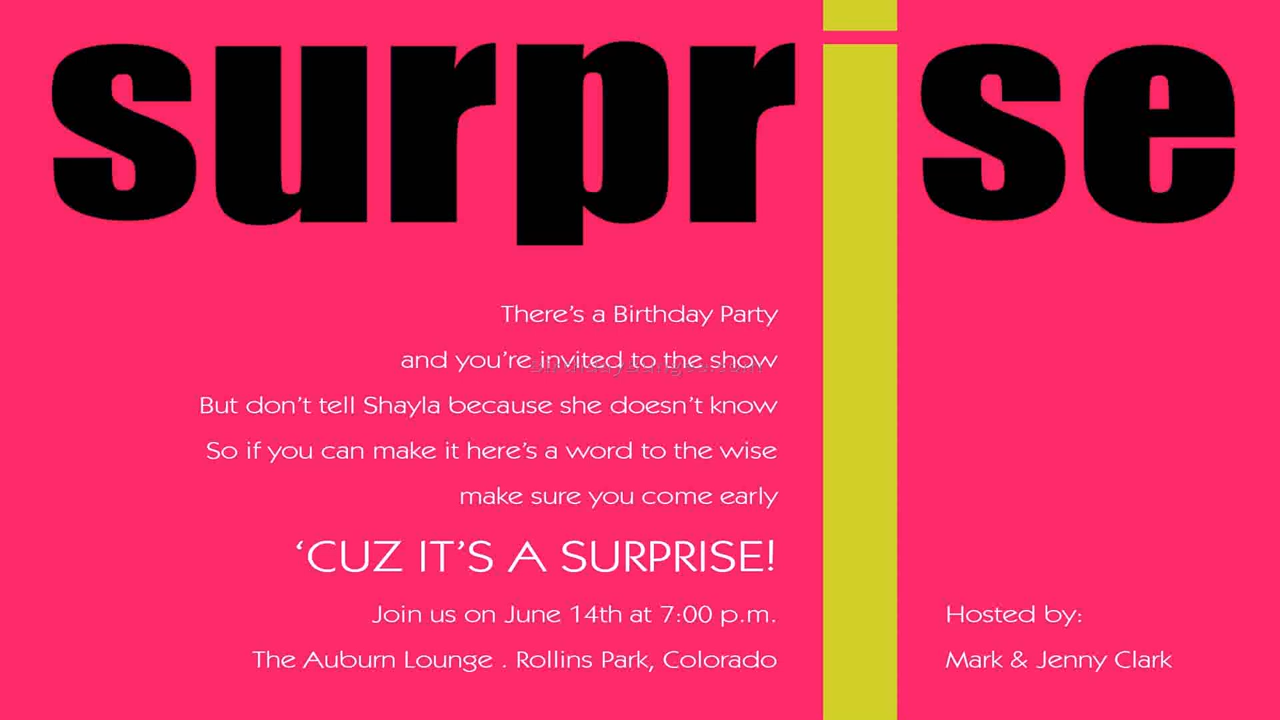 surprise
There's a Birthday Party
and you're invited to the show
But don't tell Shayla because she doesn't know
So if you can make it here's a word to the wise
make sure you come early
‘CUZ IT'S A SURPRISE!
Join us on June 14th at 7:00 p.m.
The Auburn Lounge . Rollins Park, Colorado
Hosted by:
Mark & Jenny Clark